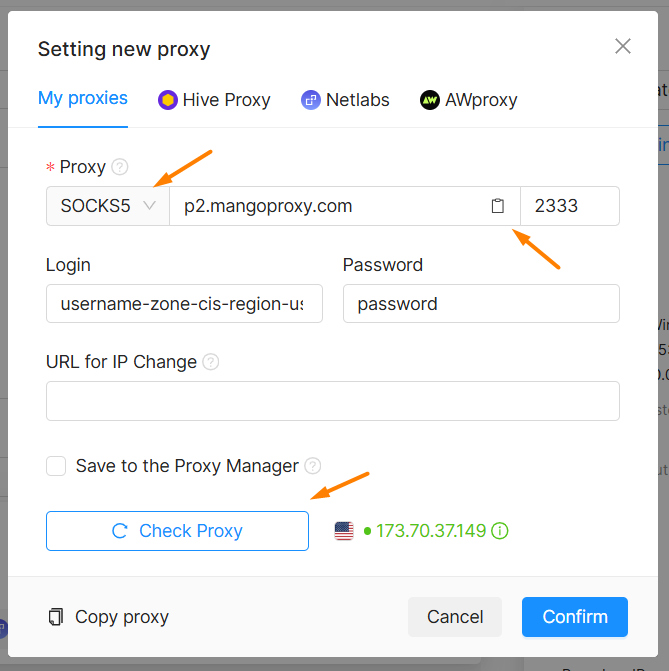 Setting new proxy
My proxies Hive Proxy Netlabs AWproxy
* Proxy
SOCKS5 p2.mangoproxy.com 2333
Login Password
username-zone-cis-region-us password
URL for IP Change
Save to the Proxy Manager
Check Proxy 173.70.37.149
Copy proxy Cancel Confirm